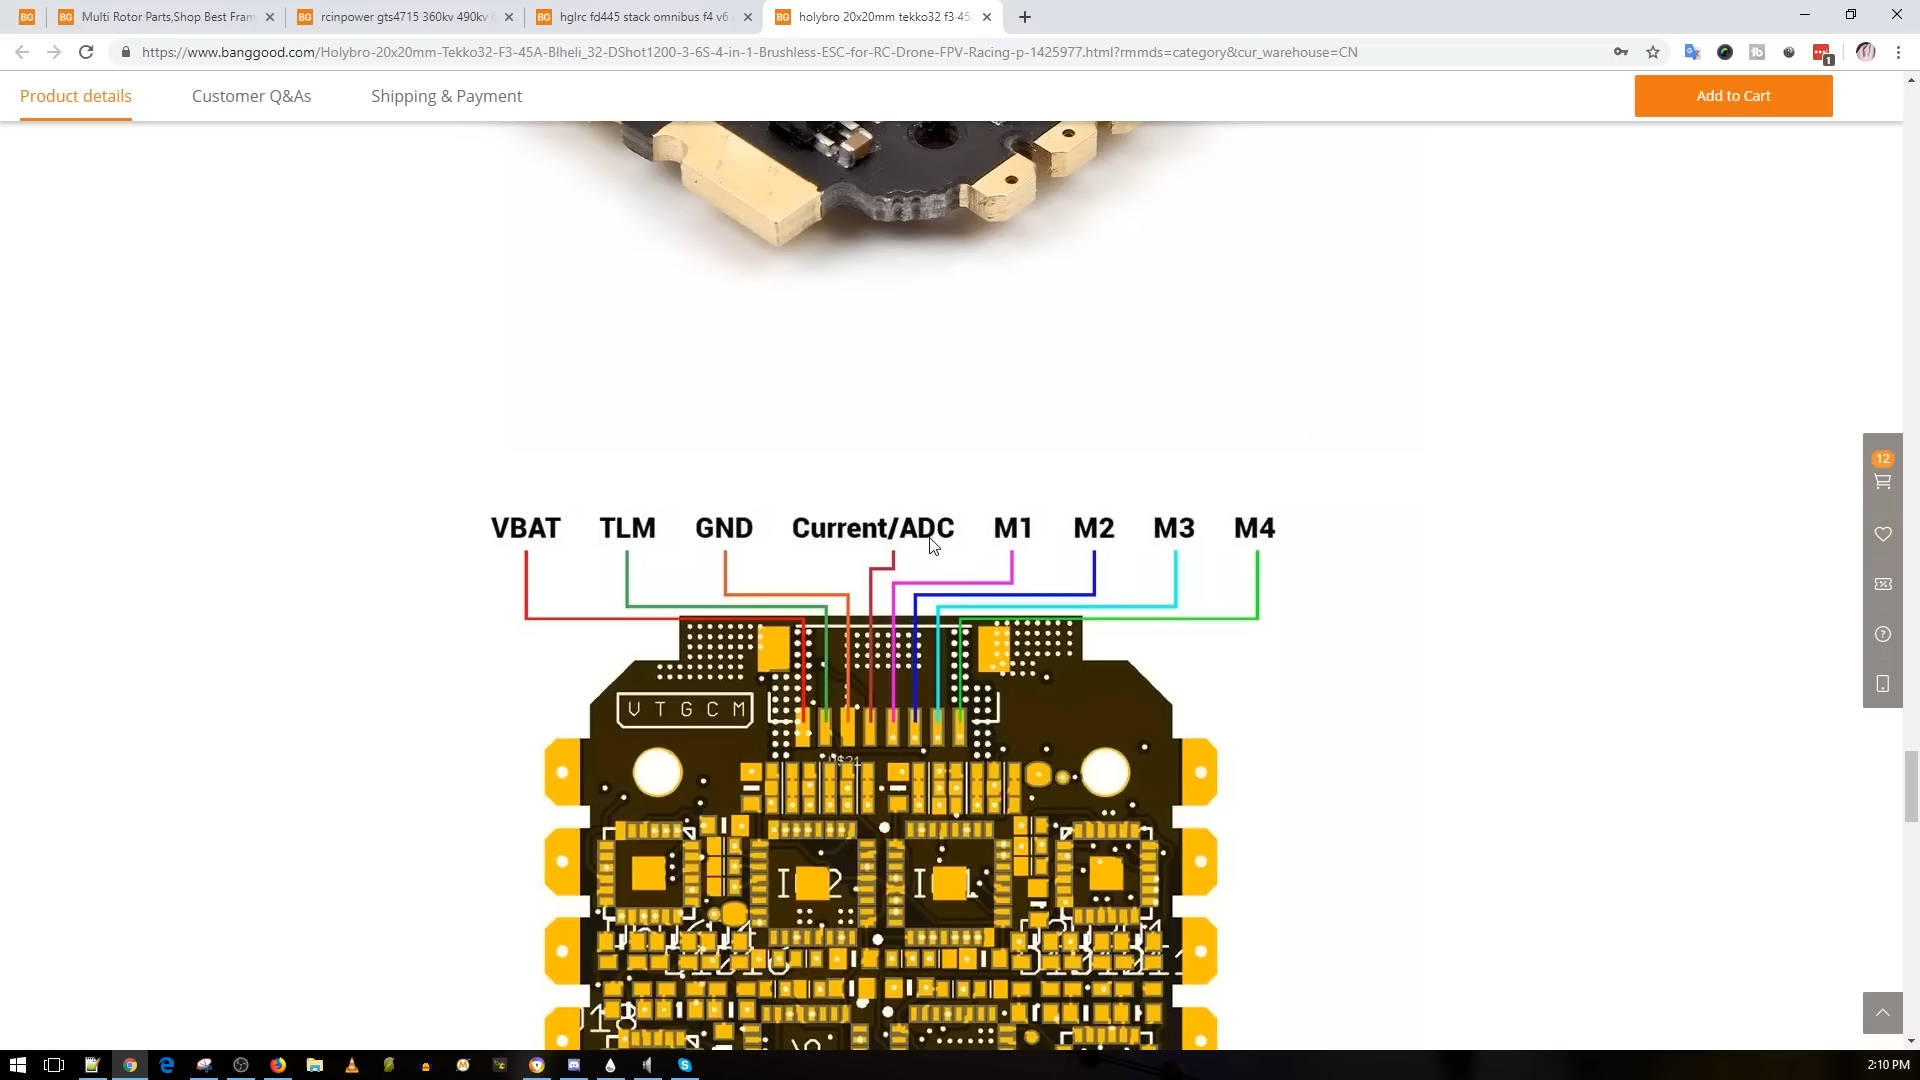 Multi Rotor Parts,Shop Best Fram
rcinpower gts4715 360kv 490kv
hglrc fd445 stack omnibus f4 v6
holybro 20x20mm tekko32 f3 45a
https://www.banggood.com/Holybro-20x20mm-Tekko32-F3-45A-Blheli_32-DShot1200-3-6S-4-in-1-Brushless-ESC-for-RC-Drone-FPV-Racing-p-1425977.html?rmmds=category&cur_warehouse=CN
1
Product details
Customer Q&As
Shipping & Payment
Add to Cart
12
VBAT TLM GND Current/ADC M1 M2 M3 M4
V T G C M
2:10 PM